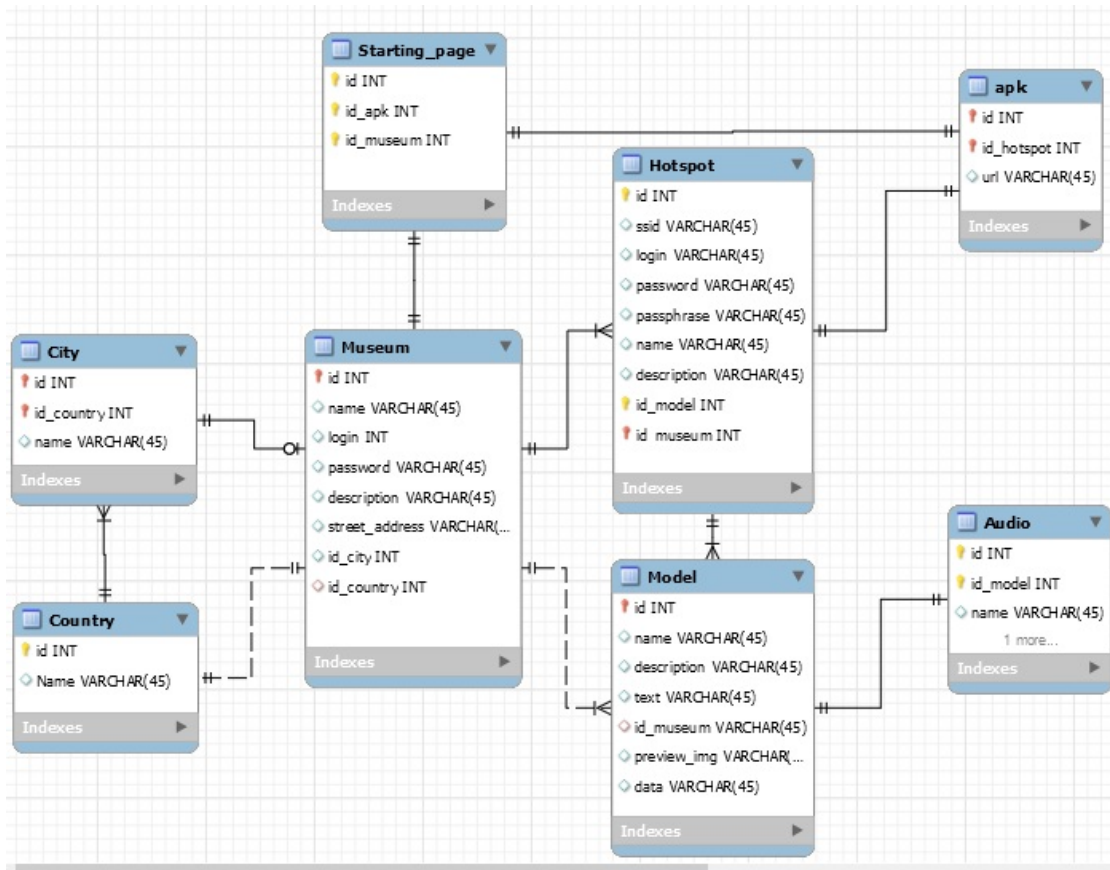 Starting_page
id INT
id_apk INT
id_museum INT
Indexes
apk
id INT
id_hotspot INT
url VARCHAR(45)
Indexes
Hotspot
id INT
ssid VARCHAR(45)
login VARCHAR(45)
password VARCHAR(45)
passphrase VARCHAR(45)
name VARCHAR(45)
description VARCHAR(45)
id_model INT
id_museum INT
Indexes
City
id INT
id_country INT
name VARCHAR(45)
Indexes
Museum
id INT
name VARCHAR(45)
login INT
password VARCHAR(45)
description VARCHAR(45)
street_address VARCHAR(...
id_city INT
id_country INT
Indexes
Country
id INT
Name VARCHAR(45)
Indexes
Model
id INT
name VARCHAR(45)
description VARCHAR(45)
text VARCHAR(45)
id_museum VARCHAR(45)
preview_img VARCHAR(...
data VARCHAR(45)
Indexes
Audio
id INT
id_model INT
name VARCHAR(45)
1 more...
Indexes